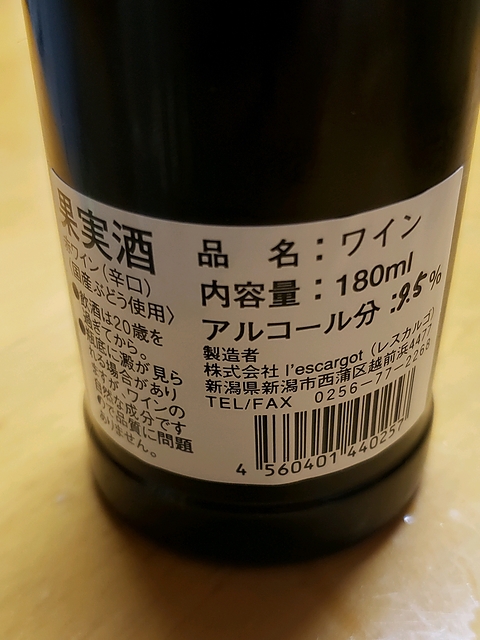 果実酒
ワイン(辛口)
国産ぶどう使用〉
●飲酒は20歳を
過ぎてから。
●瓶底に澱が見ら
れる場合があり
ますが、ワインの
自然な成分です
ので品質に問題
ありません。
品 名：ワイン
内容量：180ml
アルコール分：9.5%
製造者
株式会社 l'escargot (レスカルゴ)
新潟県新潟市西蒲区越前浜4427
TEL/FAX 0256-77-2268
4 560401 440257